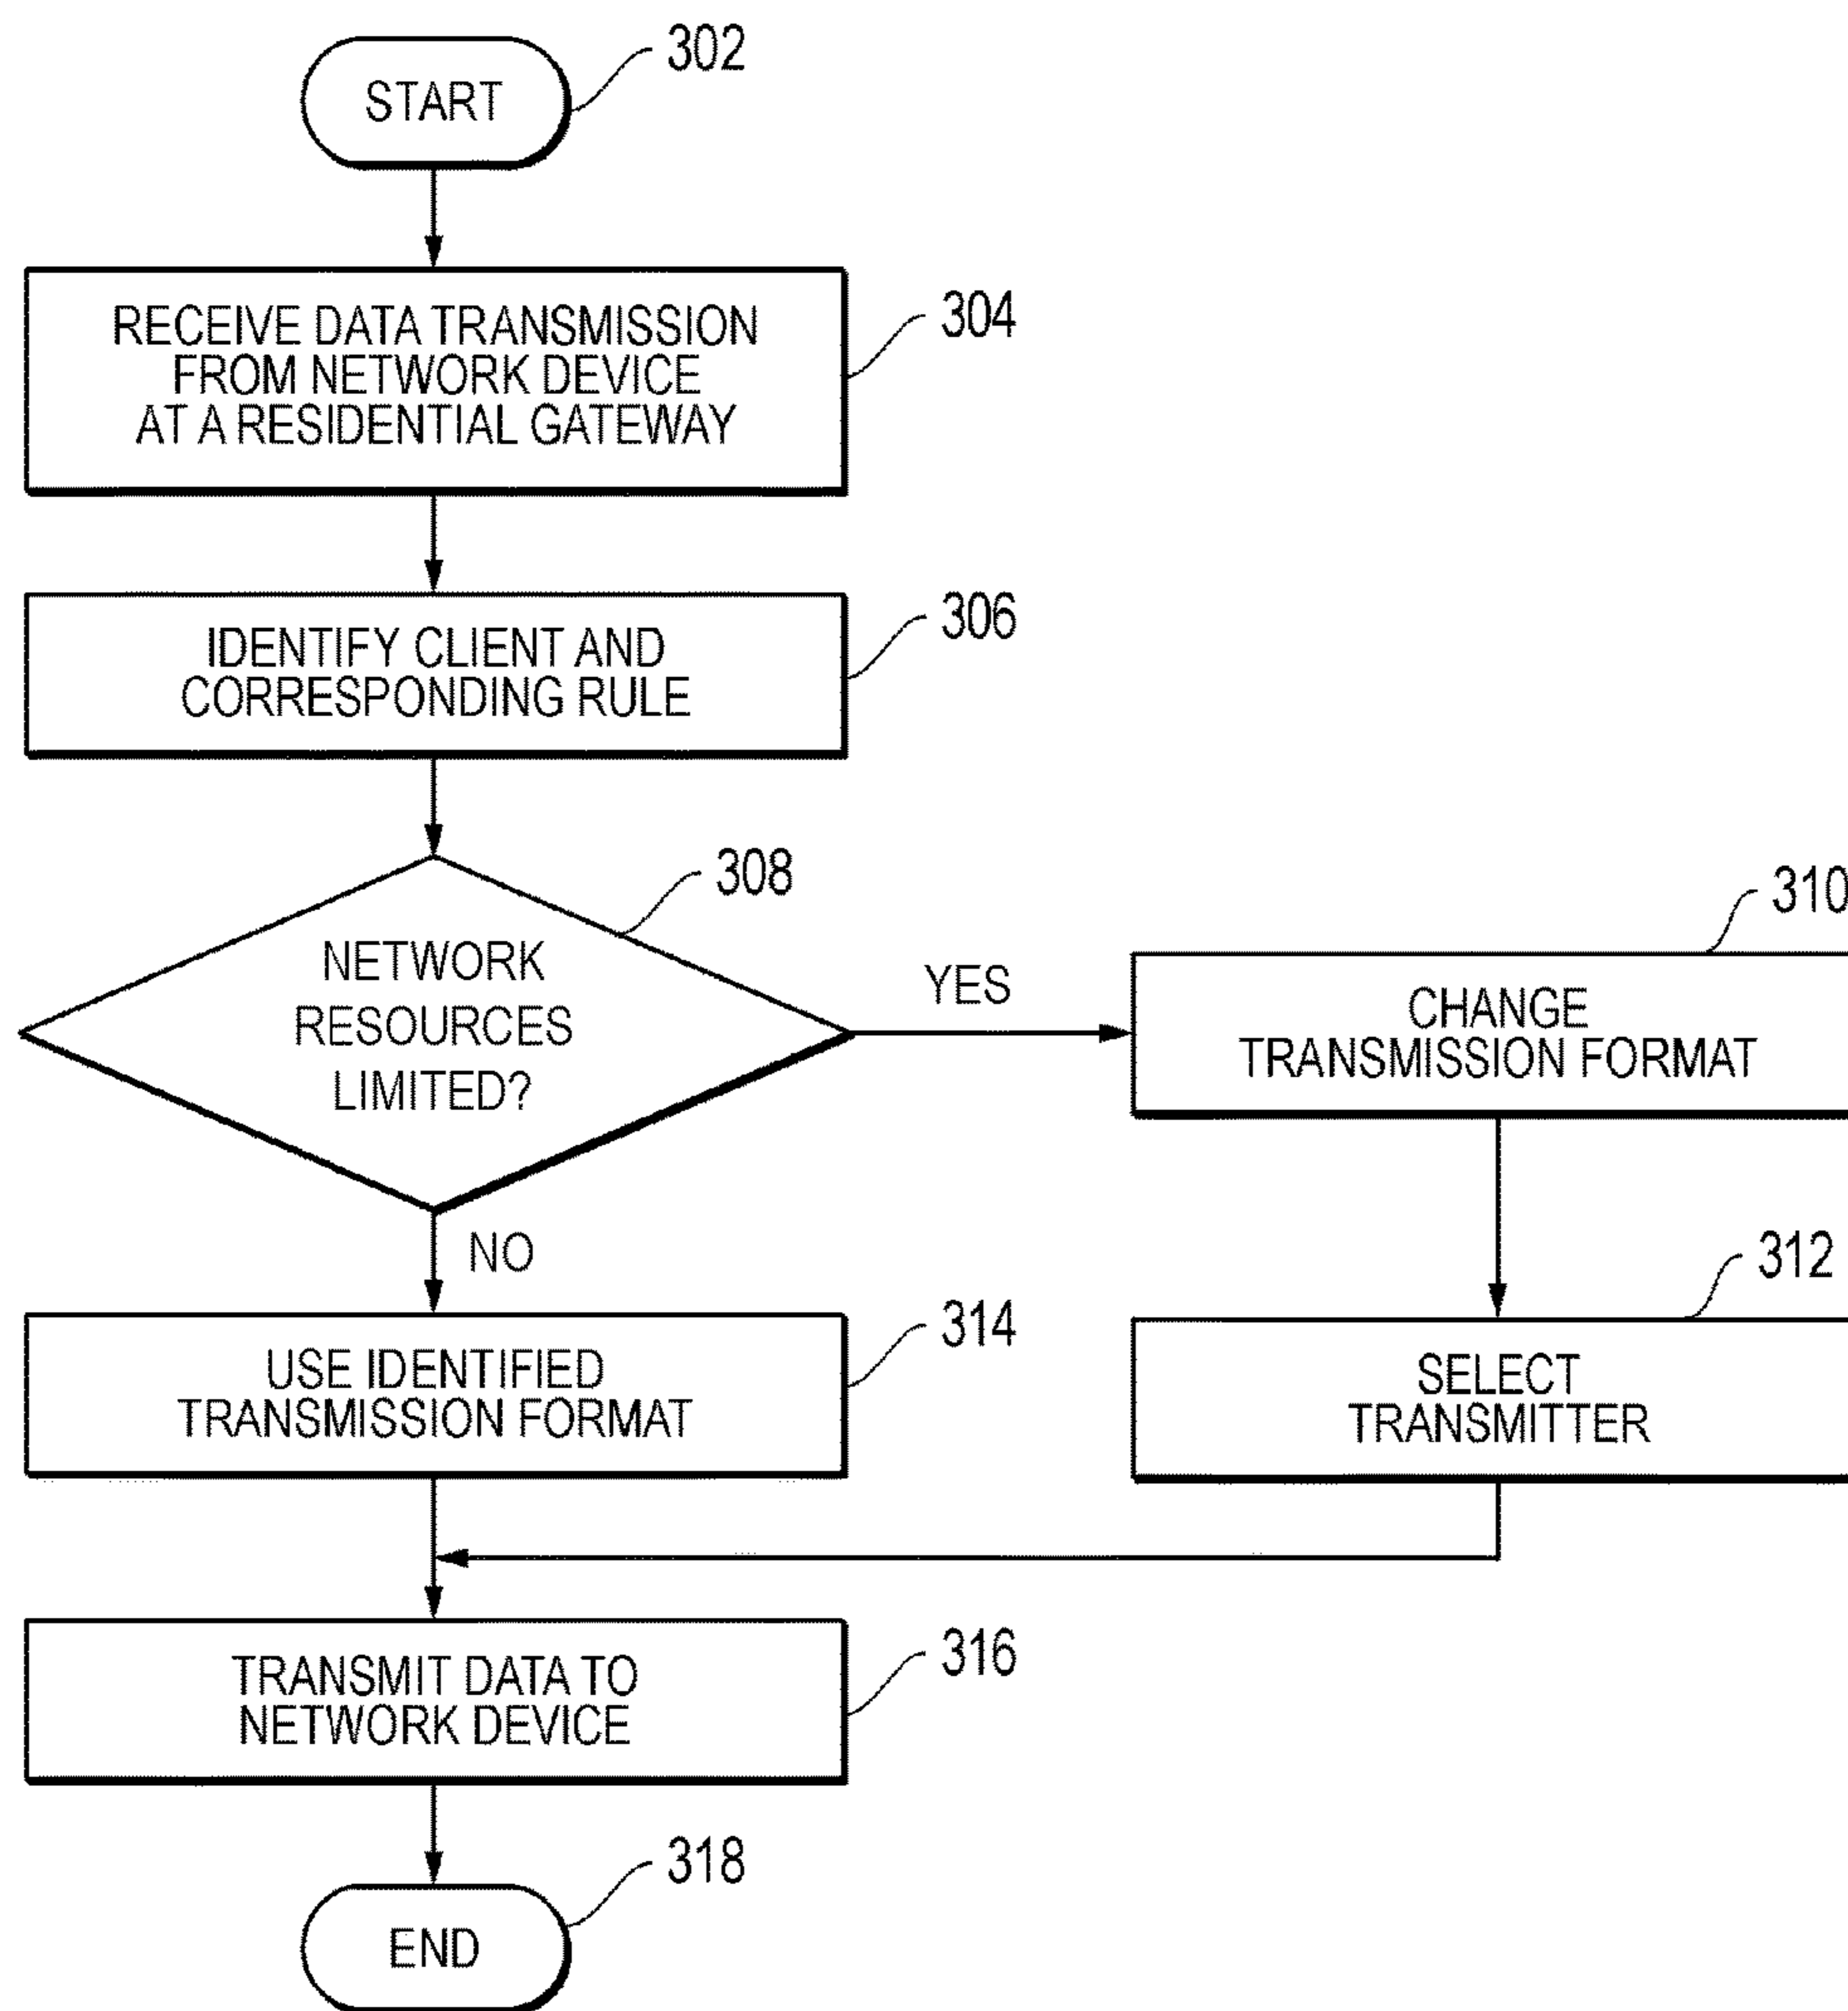 START
302
RECEIVE DATA TRANSMISSION
FROM NETWORK DEVICE
AT A RESIDENTIAL GATEWAY
304
IDENTIFY CLIENT AND
CORRESPONDING RULE
306
NETWORK
RESOURCES
LIMITED?
308
YES
310
CHANGE
TRANSMISSION FORMAT
NO
312
SELECT
TRANSMITTER
USE IDENTIFIED
TRANSMISSION FORMAT
314
TRANSMIT DATA TO
NETWORK DEVICE
316
END
318